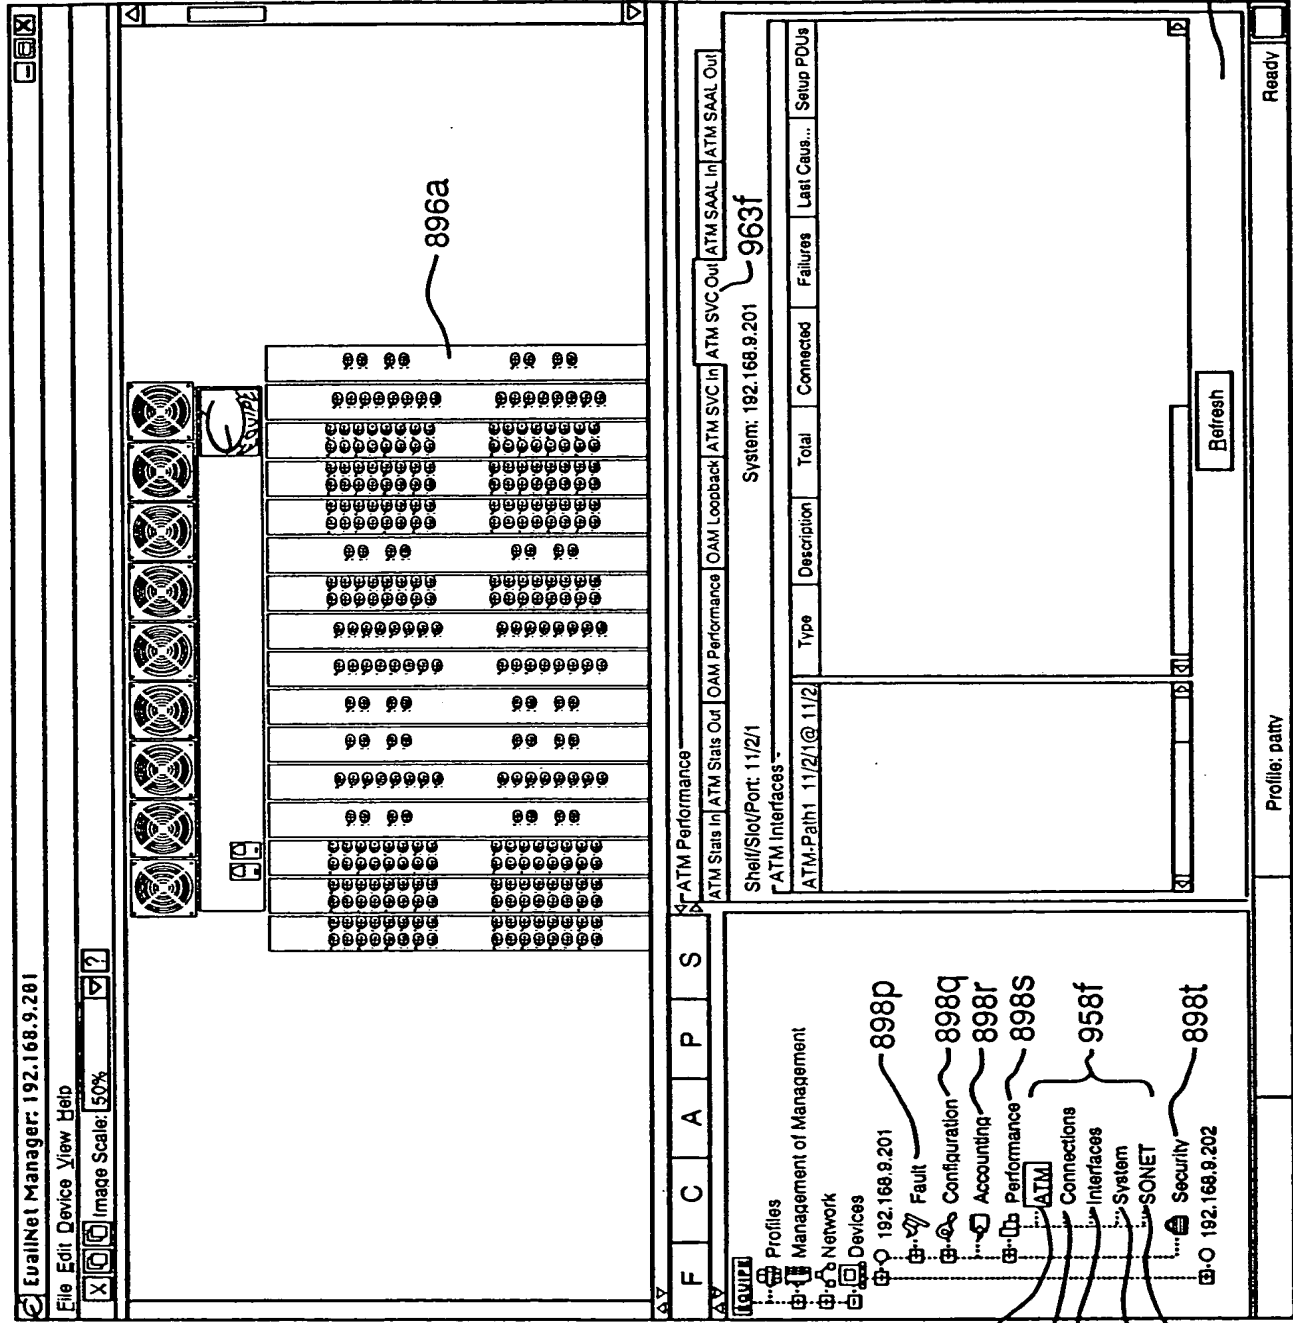 EvailNet Manager: 192.168.9.201
File Edit Device View Help
Image Scale: 50% ?
896a
F C A P S
EQUIPE
Profiles
Management of Management
Network
Devices
192.168.9.201
898p
Fault
Configuration 898q
Accounting 898r
Performance 898s
ATM
Connections
Interfaces
System
SONET
958f
Security 898t
192.168.9.202
ATM Performance
ATM Stats In ATM Stats Out OAM Performance OAM Loopback ATM SVC In ATM SVC Out ATM SAAL In ATM SAAL Out
963f
Shelf/Slot/Port: 11/2/1 System: 192.168.9.201
ATM Interfaces
Type Description Total Connected Failures Last Caus... Setup PDUs
ATM-Path1 11/2/1@ 11/2
Refresh
Profile: patty Ready